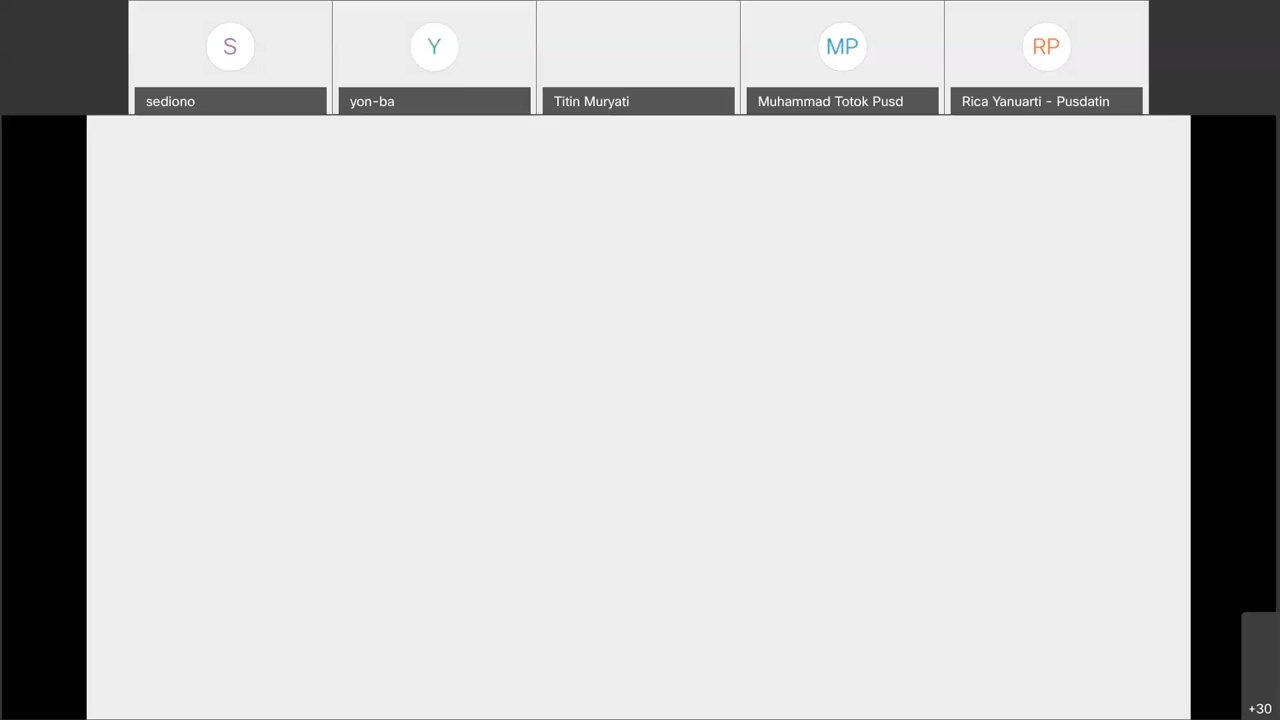 S
Y
MP
RP
sediono
yon-ba
Titin Muryati
Muhammad Totok Pusd
Rica Yanuarti - Pusdatin
+30